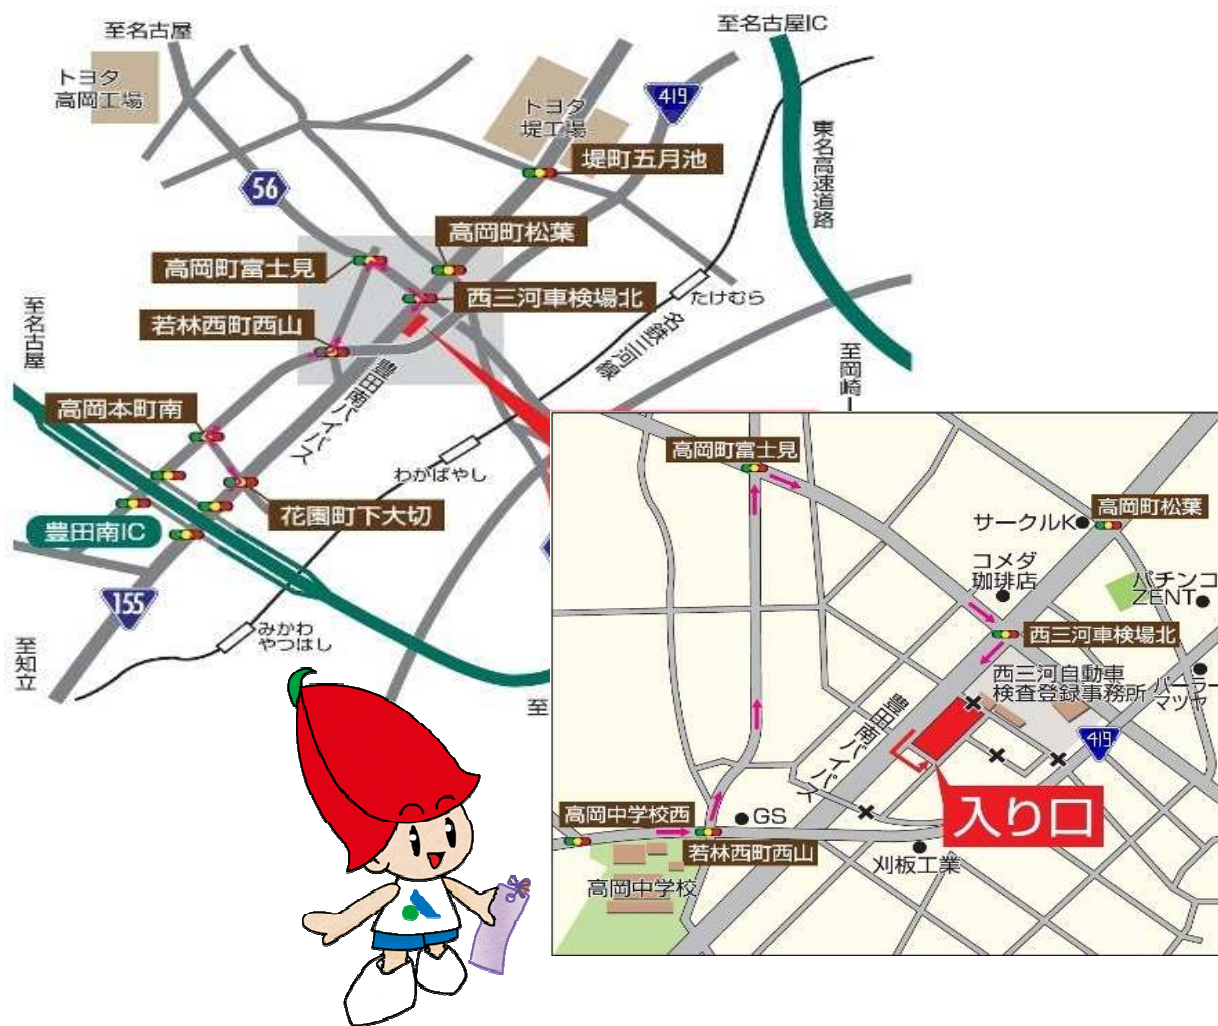 至名古屋
至名古屋IC
トヨタ
高岡工場
トヨタ
堤工場
419
東名高速道路
堤町五月池
56
高岡町松葉
高岡町富士見
西三河車検場北
たけむら
至名古屋
若林西町西山
名鉄三河線
至岡崎
豊田南バイパス
高岡本町南
わかばやし
花園町下大切
豊田南IC
155
みかわ
やつはし
至知立
至
高岡町富士見
高岡町松葉
サークルK
コメダ
珈琲店
パチンコ
ZENT
西三河車検場北
西三河自動車
検査登録事務所
パーラー
マツヤ
豊田南バイパス
419
入り口
高岡中学校西
GS
若林西町西山
刈板工業
高岡中学校